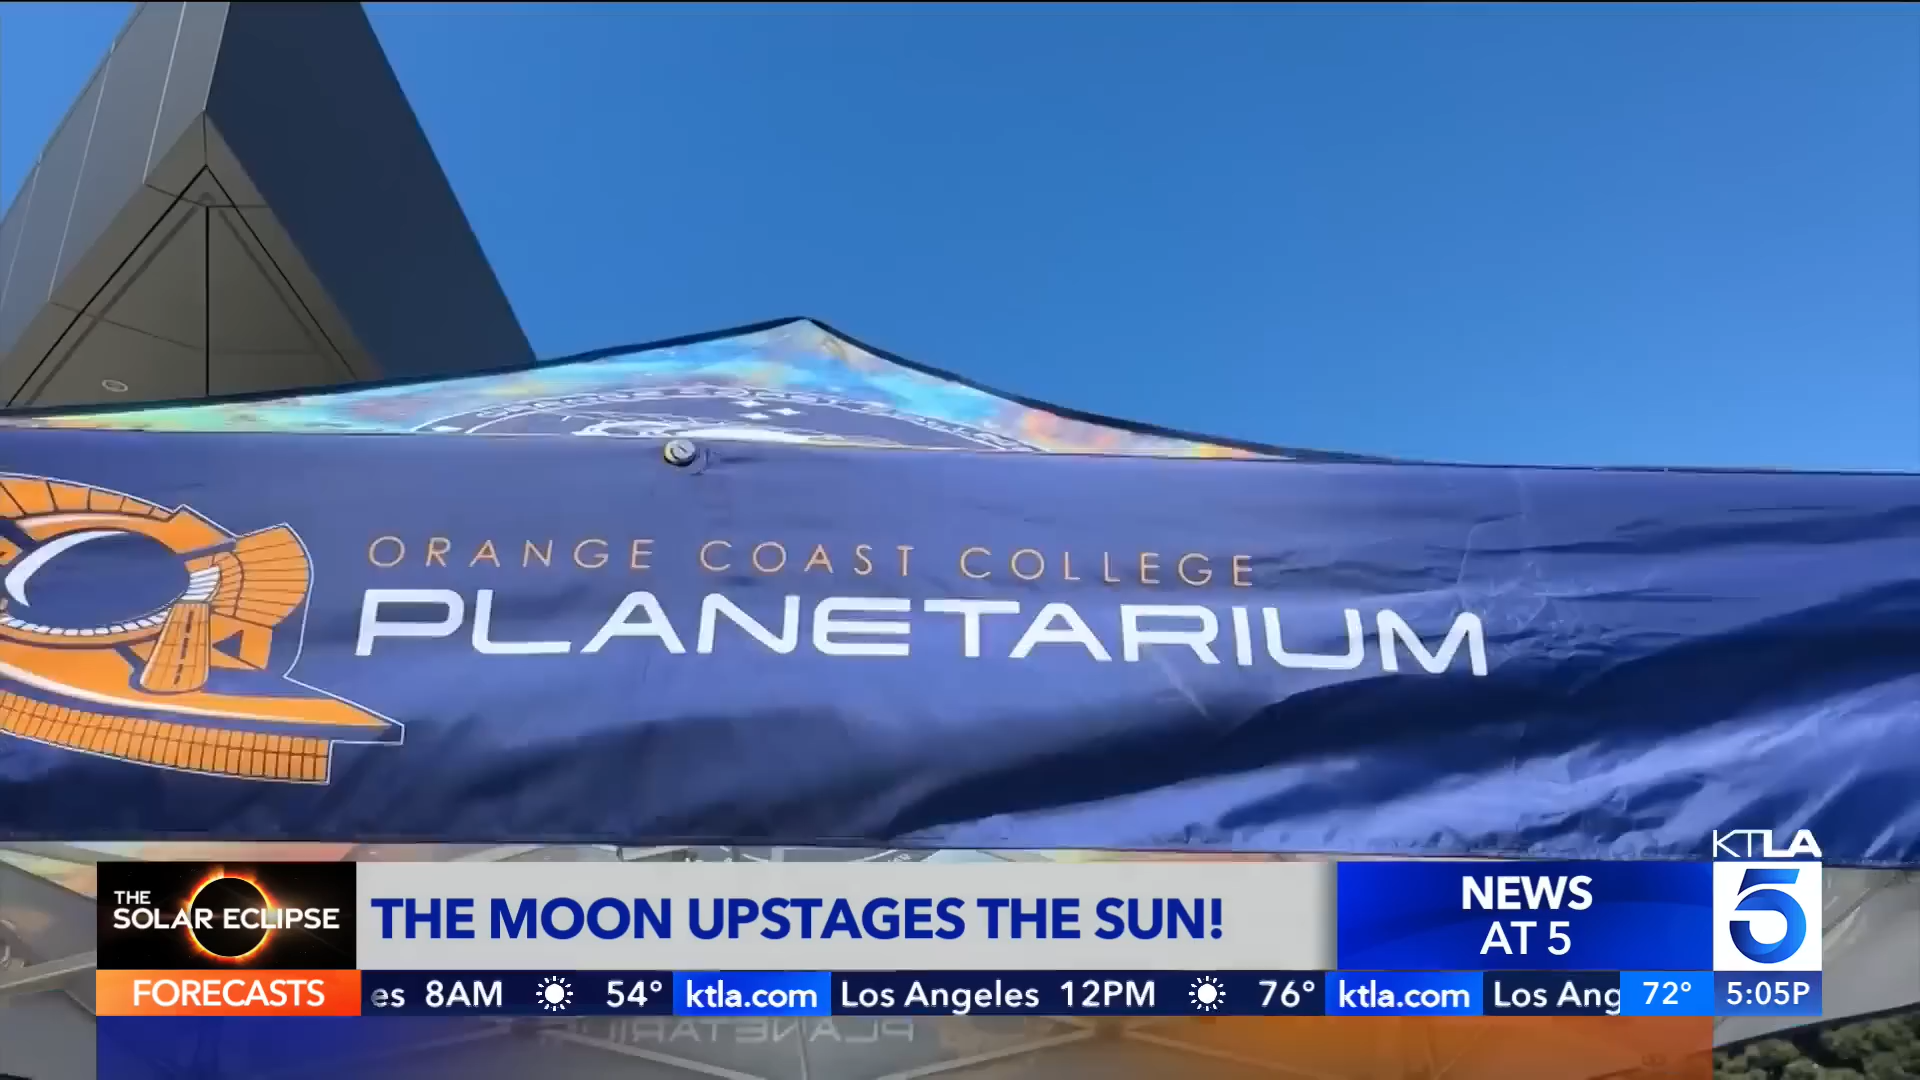 ORANGE COAST COLLEGE
PLANETARIUM
KTLA
5
THE
SOLAR ECLIPSE
THE MOON UPSTAGES THE SUN!
NEWS
AT 5
FORECASTS
es 8AM 54° ktla.com Los Angeles 12PM 76° ktla.com Los Ang 72° 5:05P
PLANETARIUM